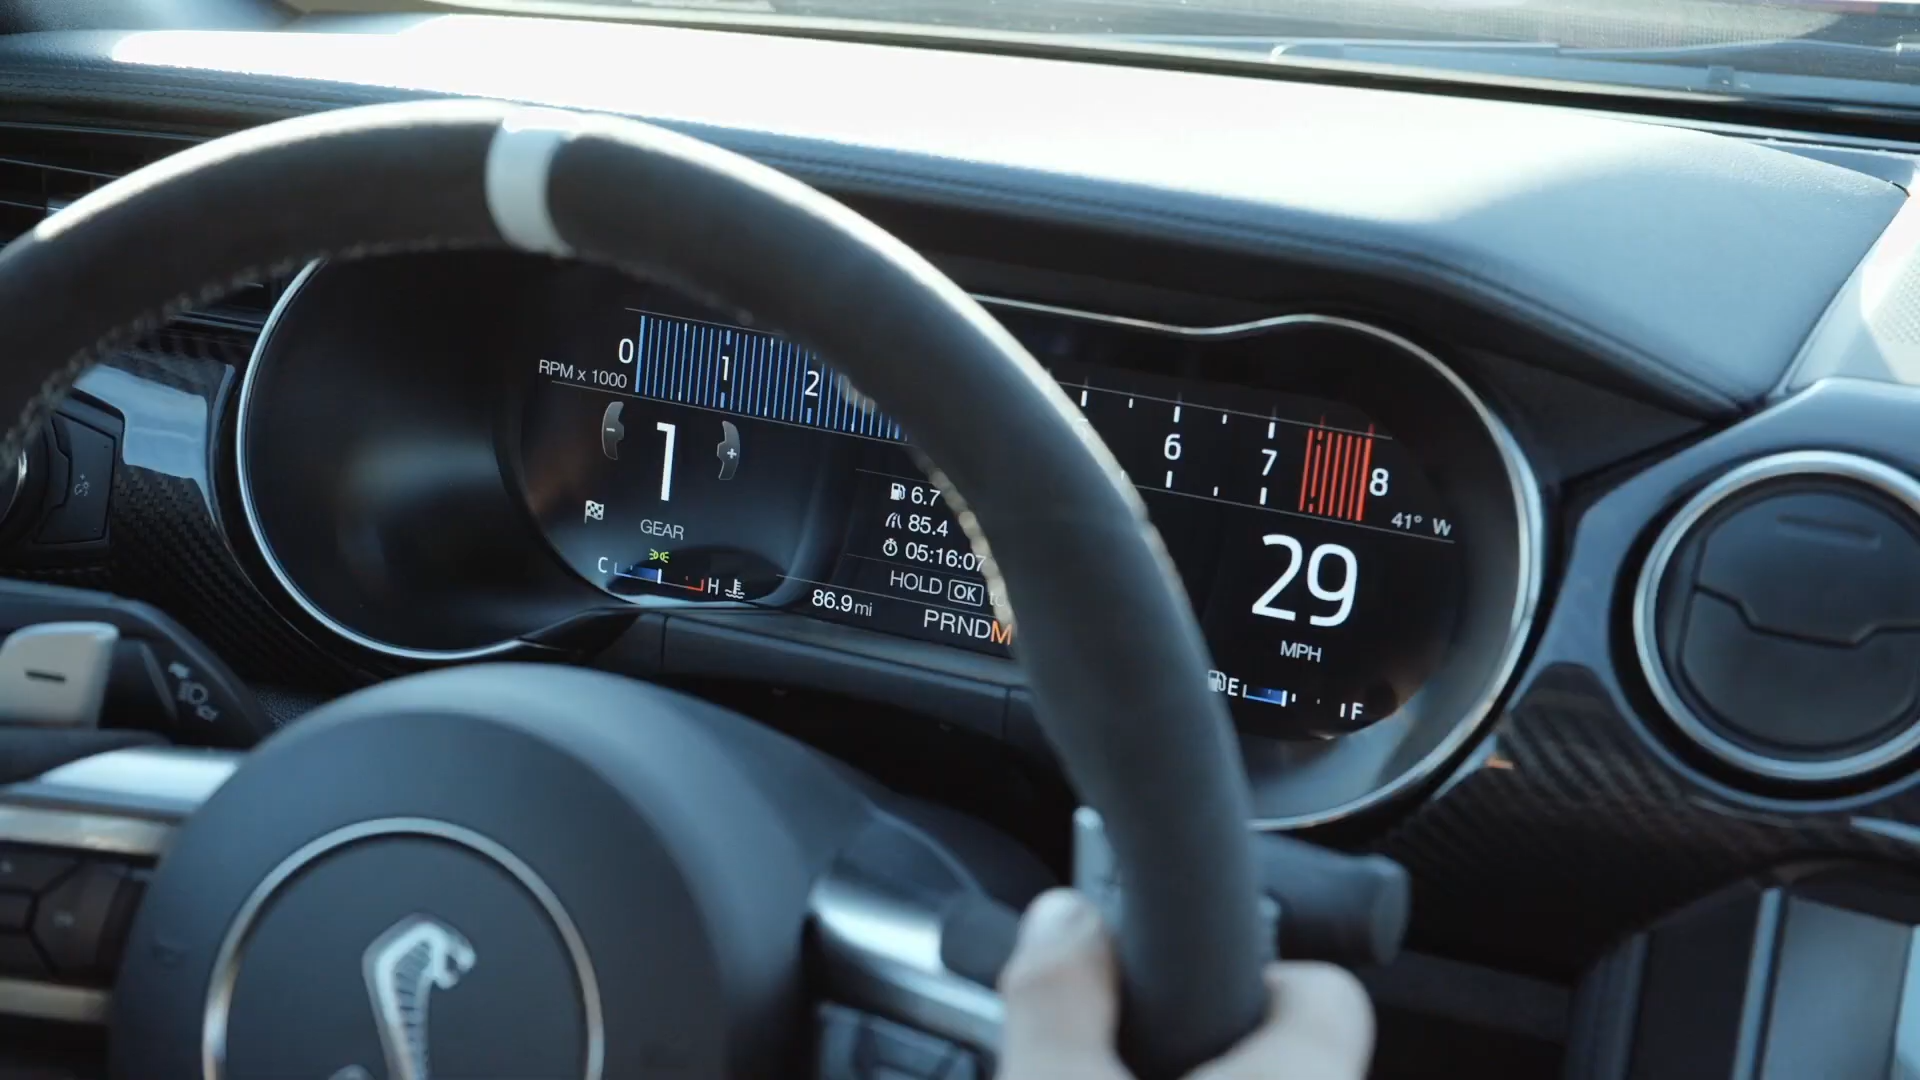 0 1 2 6 7 8
RPM x 1000
- 1 +
GEAR
C H
6.7
85.4
05:16:07
HOLD OK to
86.9 mi
PRNDM
41° W
29
MPH
E F